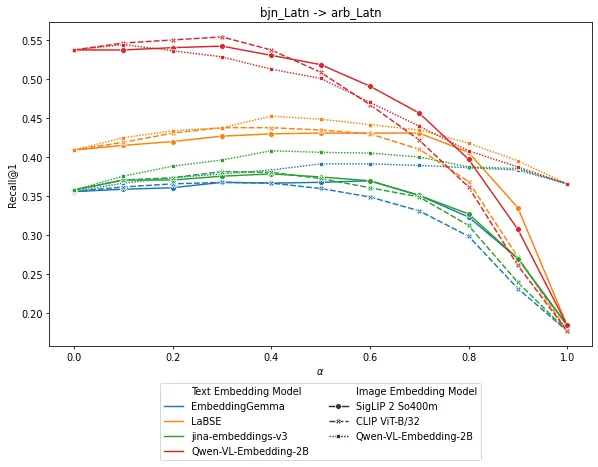 bjn_Latn -> arb_Latn
0.55
0.50
0.45
0.40
0.35
0.30
0.25
0.20
Recall@1
0.0 0.2 0.4 0.6 0.8 1.0
α
Text Embedding Model Image Embedding Model
EmbeddingGemma SigLIP 2 So400m
LaBSE CLIP ViT-B/32
jina-embeddings-v3 Qwen-VL-Embedding-2B
Qwen-VL-Embedding-2B